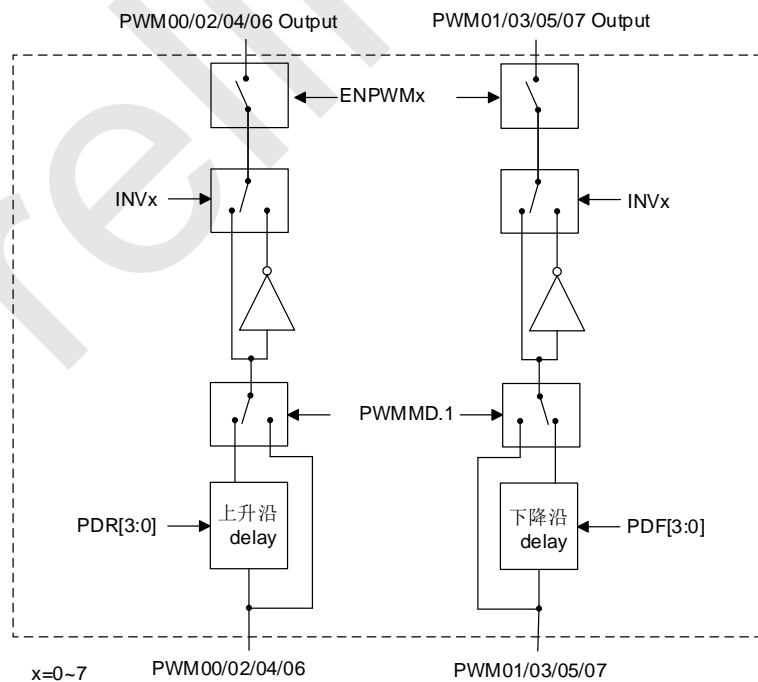 PWM00/02/04/06 Output
PWM01/03/05/07 Output
ENPWMx
INVx
INVx
PWMMD.1
PDR[3:0]
上升沿
delay
下降沿
delay
PDF[3:0]
x=0~7
PWM00/02/04/06
PWM01/03/05/07